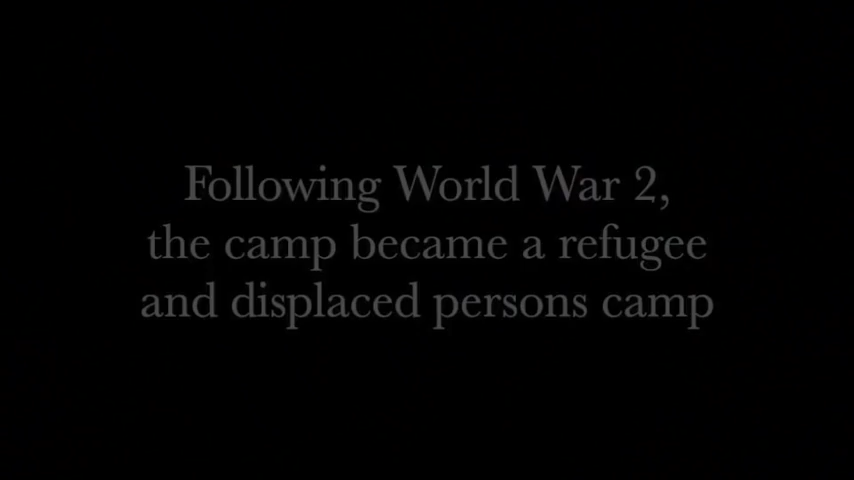 Following World War 2,
the camp became a refugee
and displaced persons camp